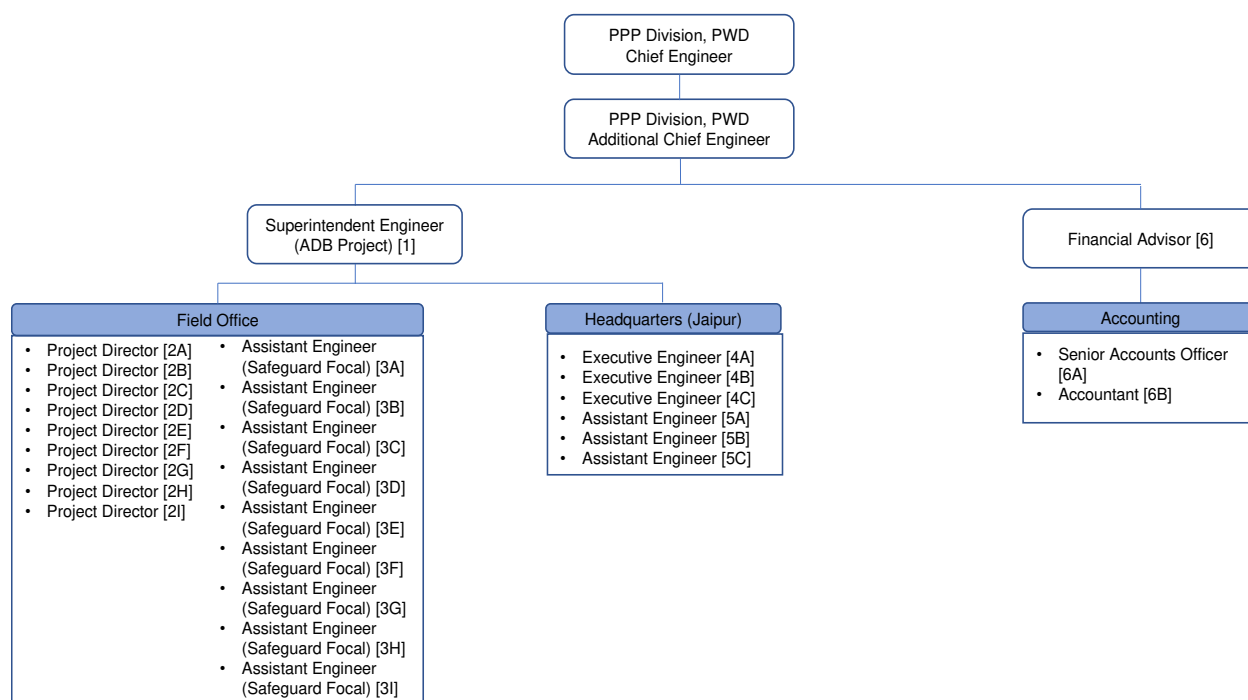 PPP Division, PWD
Chief Engineer
PPP Division, PWD
Additional Chief Engineer
Superintendent Engineer
(ADB Project) [1]
Financial Advisor [6]
Field Office
• Project Director [2A]
• Project Director [2B]
• Project Director [2C]
• Project Director [2D]
• Project Director [2E]
• Project Director [2F]
• Project Director [2G]
• Project Director [2H]
• Project Director [2I]
• Assistant Engineer
(Safeguard Focal) [3A]
• Assistant Engineer
(Safeguard Focal) [3B]
• Assistant Engineer
(Safeguard Focal) [3C]
• Assistant Engineer
(Safeguard Focal) [3D]
• Assistant Engineer
(Safeguard Focal) [3E]
• Assistant Engineer
(Safeguard Focal) [3F]
• Assistant Engineer
(Safeguard Focal) [3G]
• Assistant Engineer
(Safeguard Focal) [3H]
• Assistant Engineer
(Safeguard Focal) [3I]
Headquarters (Jaipur)
• Executive Engineer [4A]
• Executive Engineer [4B]
• Executive Engineer [4C]
• Assistant Engineer [5A]
• Assistant Engineer [5B]
• Assistant Engineer [5C]
Accounting
• Senior Accounts Officer
[6A]
• Accountant [6B]